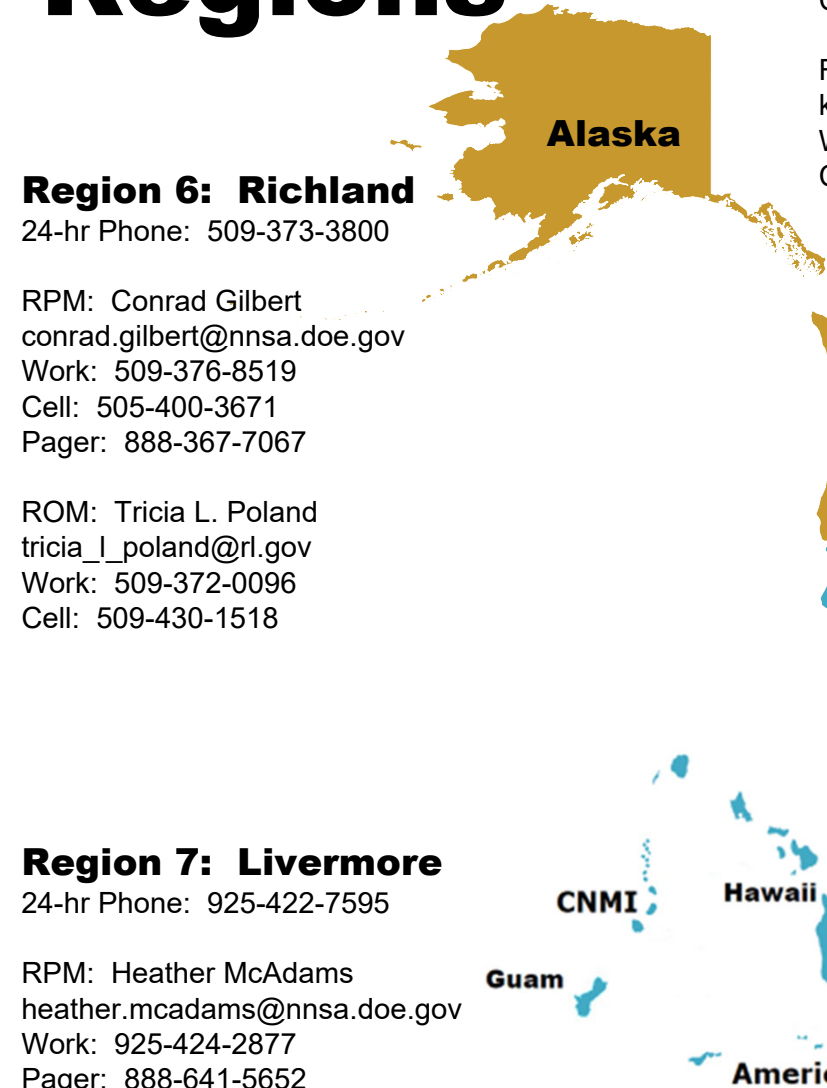 Regions
Alaska
Region 6:  Richland
24-hr Phone:  509-373-3800
RPM:  Conrad Gilbert
conrad.gilbert@nnsa.doe.gov
Work:  509-376-8519
Cell:  505-400-3671
Pager:  888-367-7067
ROM:  Tricia L. Poland
tricia_l_poland@rl.gov
Work:  509-372-0096
Cell:  509-430-1518
Region 7:  Livermore
24-hr Phone:  925-422-7595
CNMI
Hawaii
RPM:  Heather McAdams
heather.mcadams@nnsa.doe.gov
Work:  925-424-2877
Pager:  888-641-5652
Guam